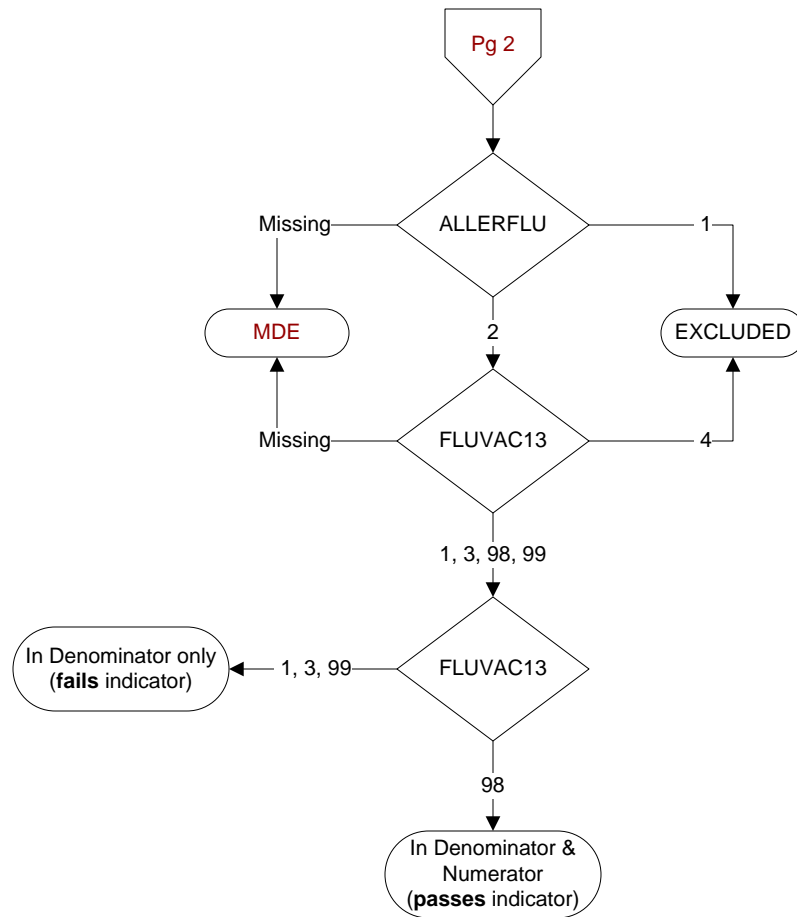 Pg 2
ALLERFLU
Missing
1
MDE
EXCLUDED
2
FLUVAC13
Missing
4
1, 3, 98, 99
FLUVAC13
In Denominator only
(fails indicator)
1, 3, 99
98
In Denominator &
Numerator
(passes indicator)